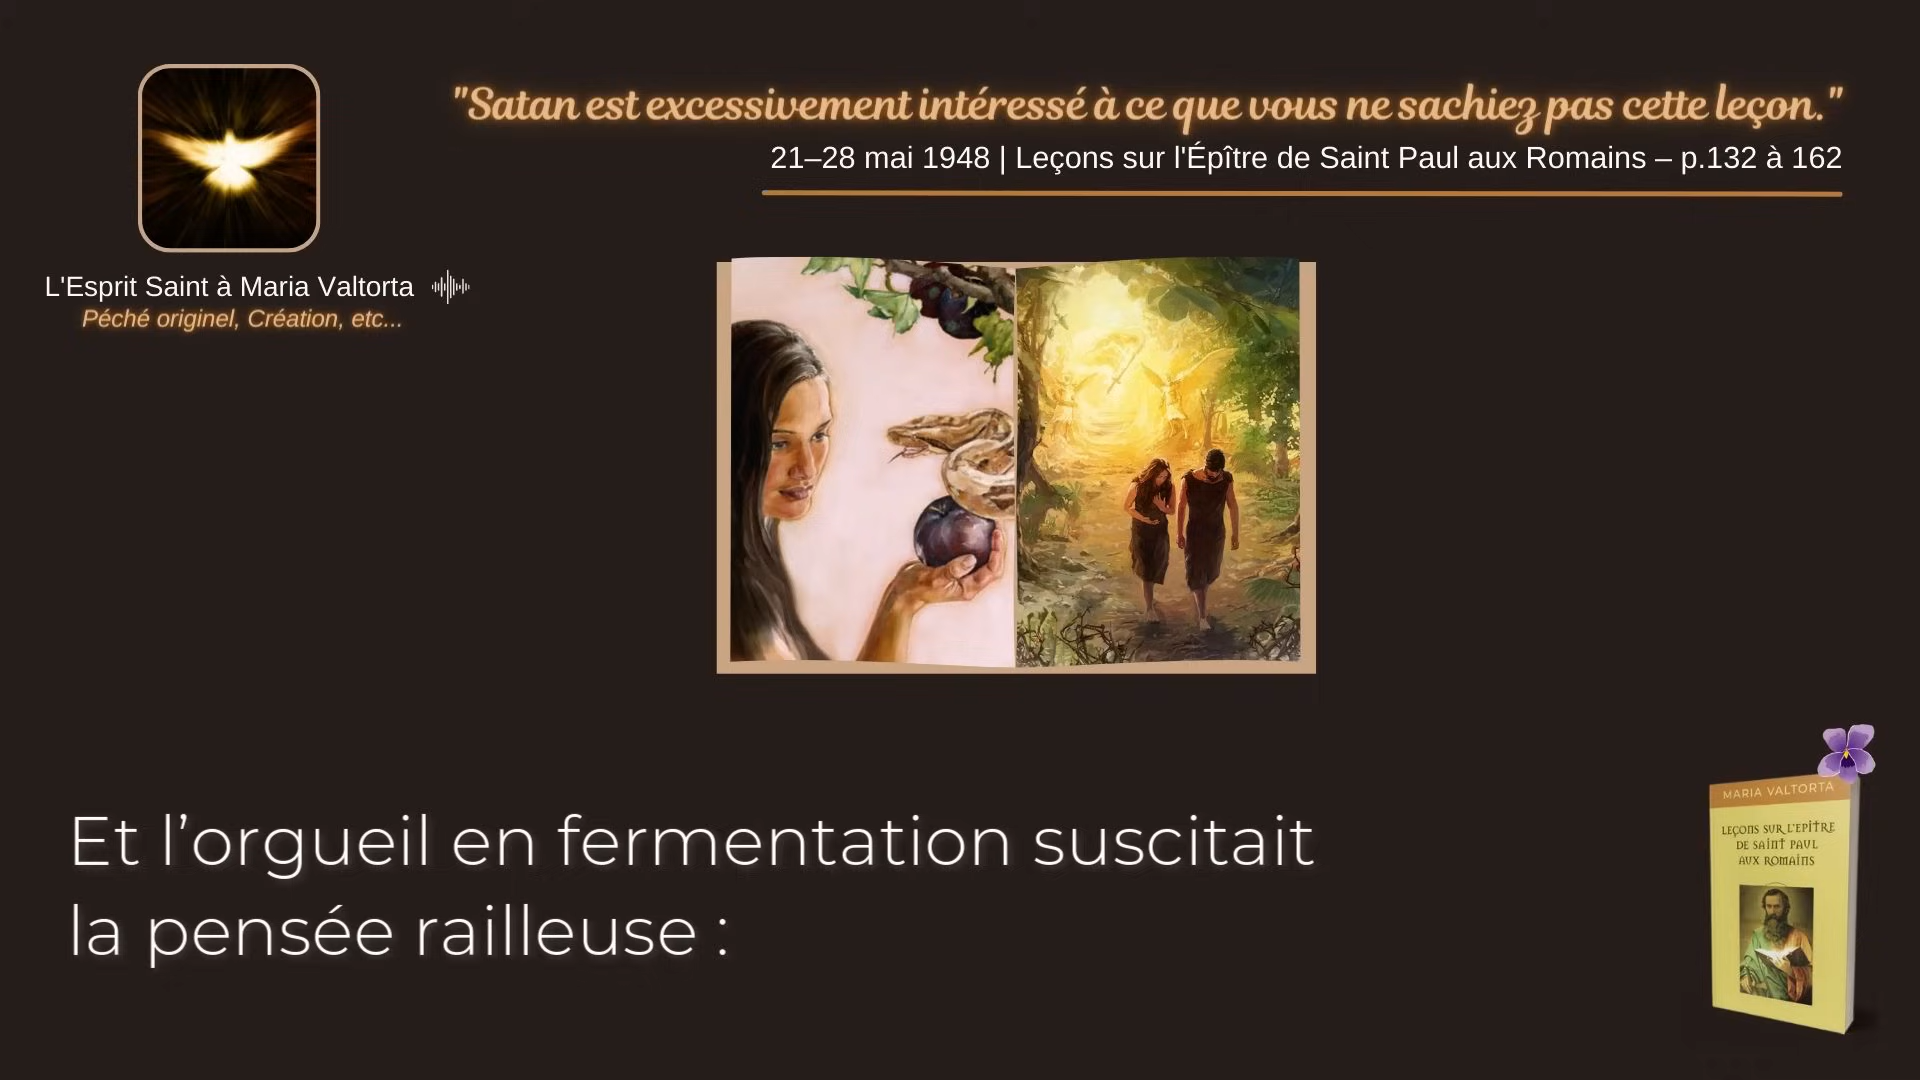 "Satan est excessivement intéressé à ce que vous ne sachiez pas cette leçon."
21–28 mai 1948 | Leçons sur l'Épître de Saint Paul aux Romains – p.132 à 162
L'Esprit Saint à Maria Valtorta
Péché originel, Création, etc...
Et l’orgueil en fermentation suscitait
la pensée railleuse :
MARIA VALTORTA
LEÇONS SUR L'EPÎTRE
DE SAINT PAUL
AUX ROMAINS